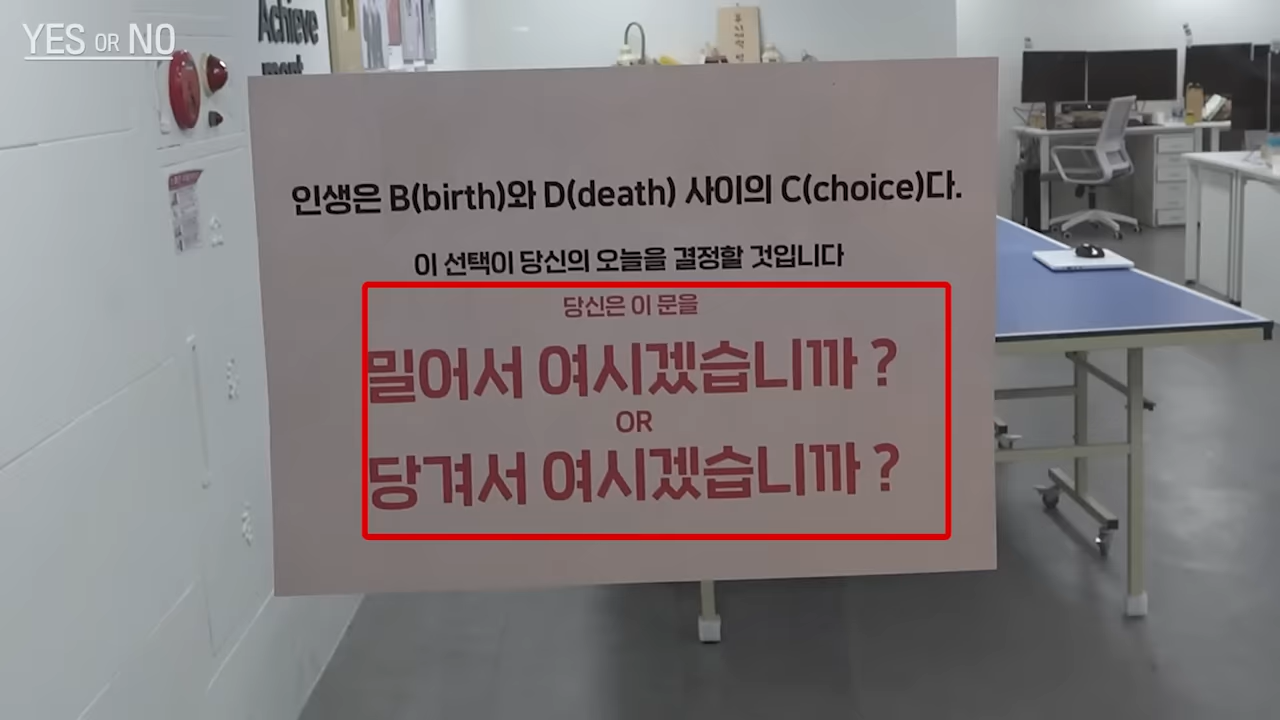 YES OR NO
Achieve
인생은 B(birth)와 D(death) 사이의 C(choice)다.
이 선택이 당신의 오늘을 결정할 것입니다
당신은 이 문을
밀어서 여시겠습니까 ?
OR
당겨서 여시겠습니까 ?